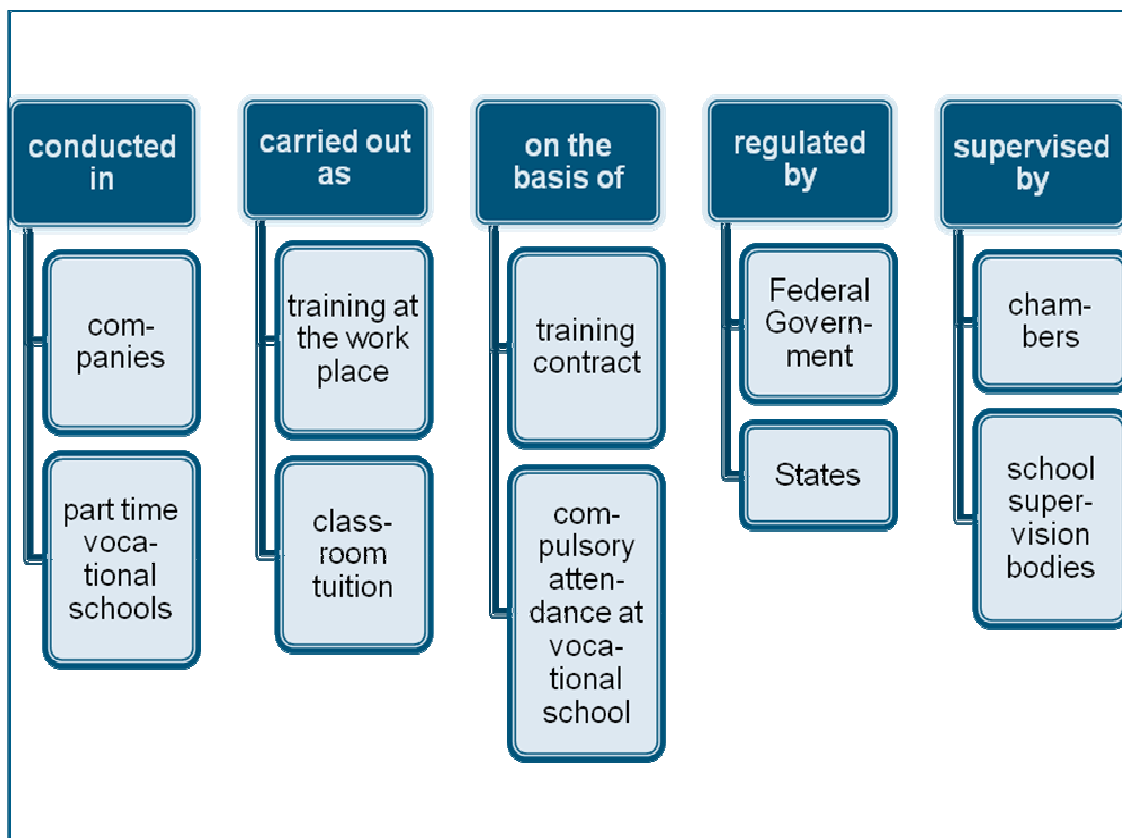 conducted
in
com-
panies
part time
voca-
tional
schools
carried out
as
training at
the work
place
class-
room
tuition
on the
basis of
training
contract
com-
pulsory
atten-
dance at
voca-
tional
school
regulated
by
Federal
Govern-
ment
States
supervised
by
cham-
bers
school
super-
vision
bodies